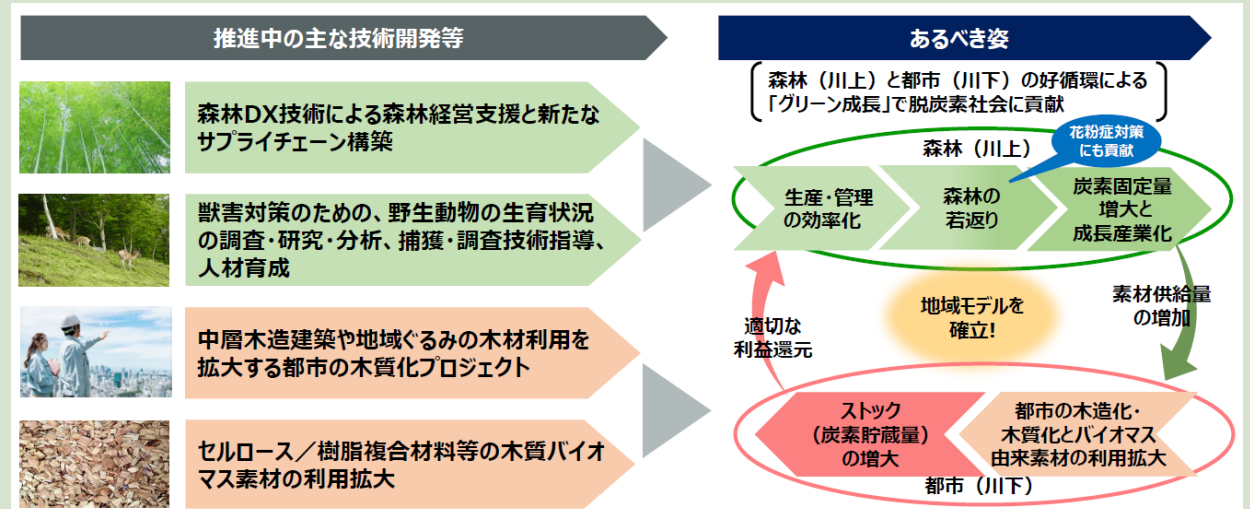 推進中の主な技術開発等
森林DX技術による森林経営支援と新たな
サプライチェーン構築
獣害対策のための、野生動物の生育状況
の調査・研究・分析、捕獲・調査技術指導、
人材育成
中層木造建築や地域ぐるみの木材利用を
拡大する都市の木質化プロジェクト
セルロース／樹脂複合材料等の木質バイオ
マス素材の利用拡大
あるべき姿
森林（川上）と都市（川下）の好循環による
「グリーン成長」で脱炭素社会に貢献
森林（川上）
花粉症対策
にも貢献
生産・管理
の効率化
森林の
若返り
炭素固定量
増大と
成長産業化
素材供給量
の増加
地域モデルを
確立！
適切な
利益還元
ストック
（炭素貯蔵量）
の増大
都市の木造化・
木質化とバイオマス
由来素材の利用拡大
都市（川下）